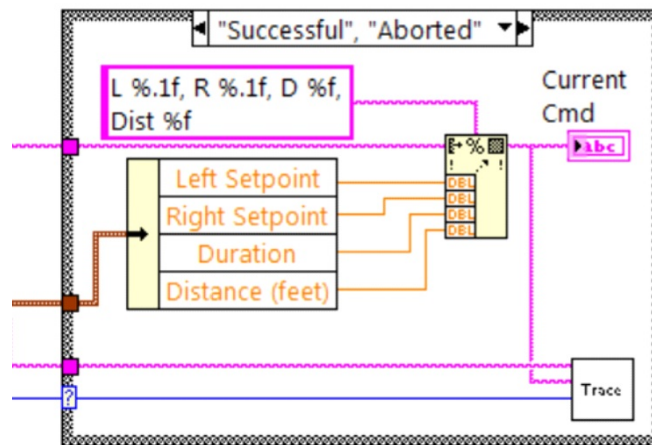 "Successful", "Aborted"
L %.1f, R %.1f, D %f,
Dist %f
Current
Cmd
abc
Left Setpoint
Right Setpoint
Duration
Distance (feet)
%
! !
DBL
DBL
DBL
DBL
Trace
?